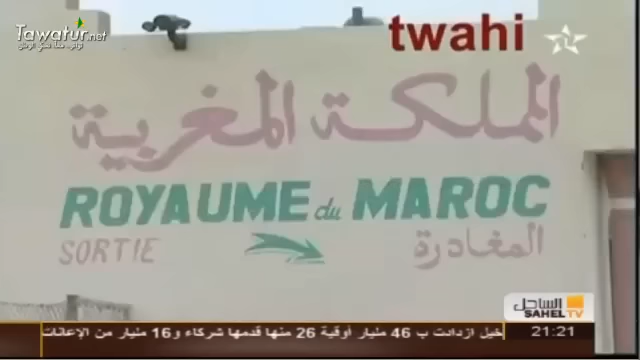 Tawatur.net
twahi
المملكة المغربية
ROYAUME du MAROC
SORTIE
المغادرة
الساحل
SAHEL TV
خيل ازدادت ب 46 مليار أوقية 26 منها قدمها شركاء و16 مليار من الإعانات
21:21